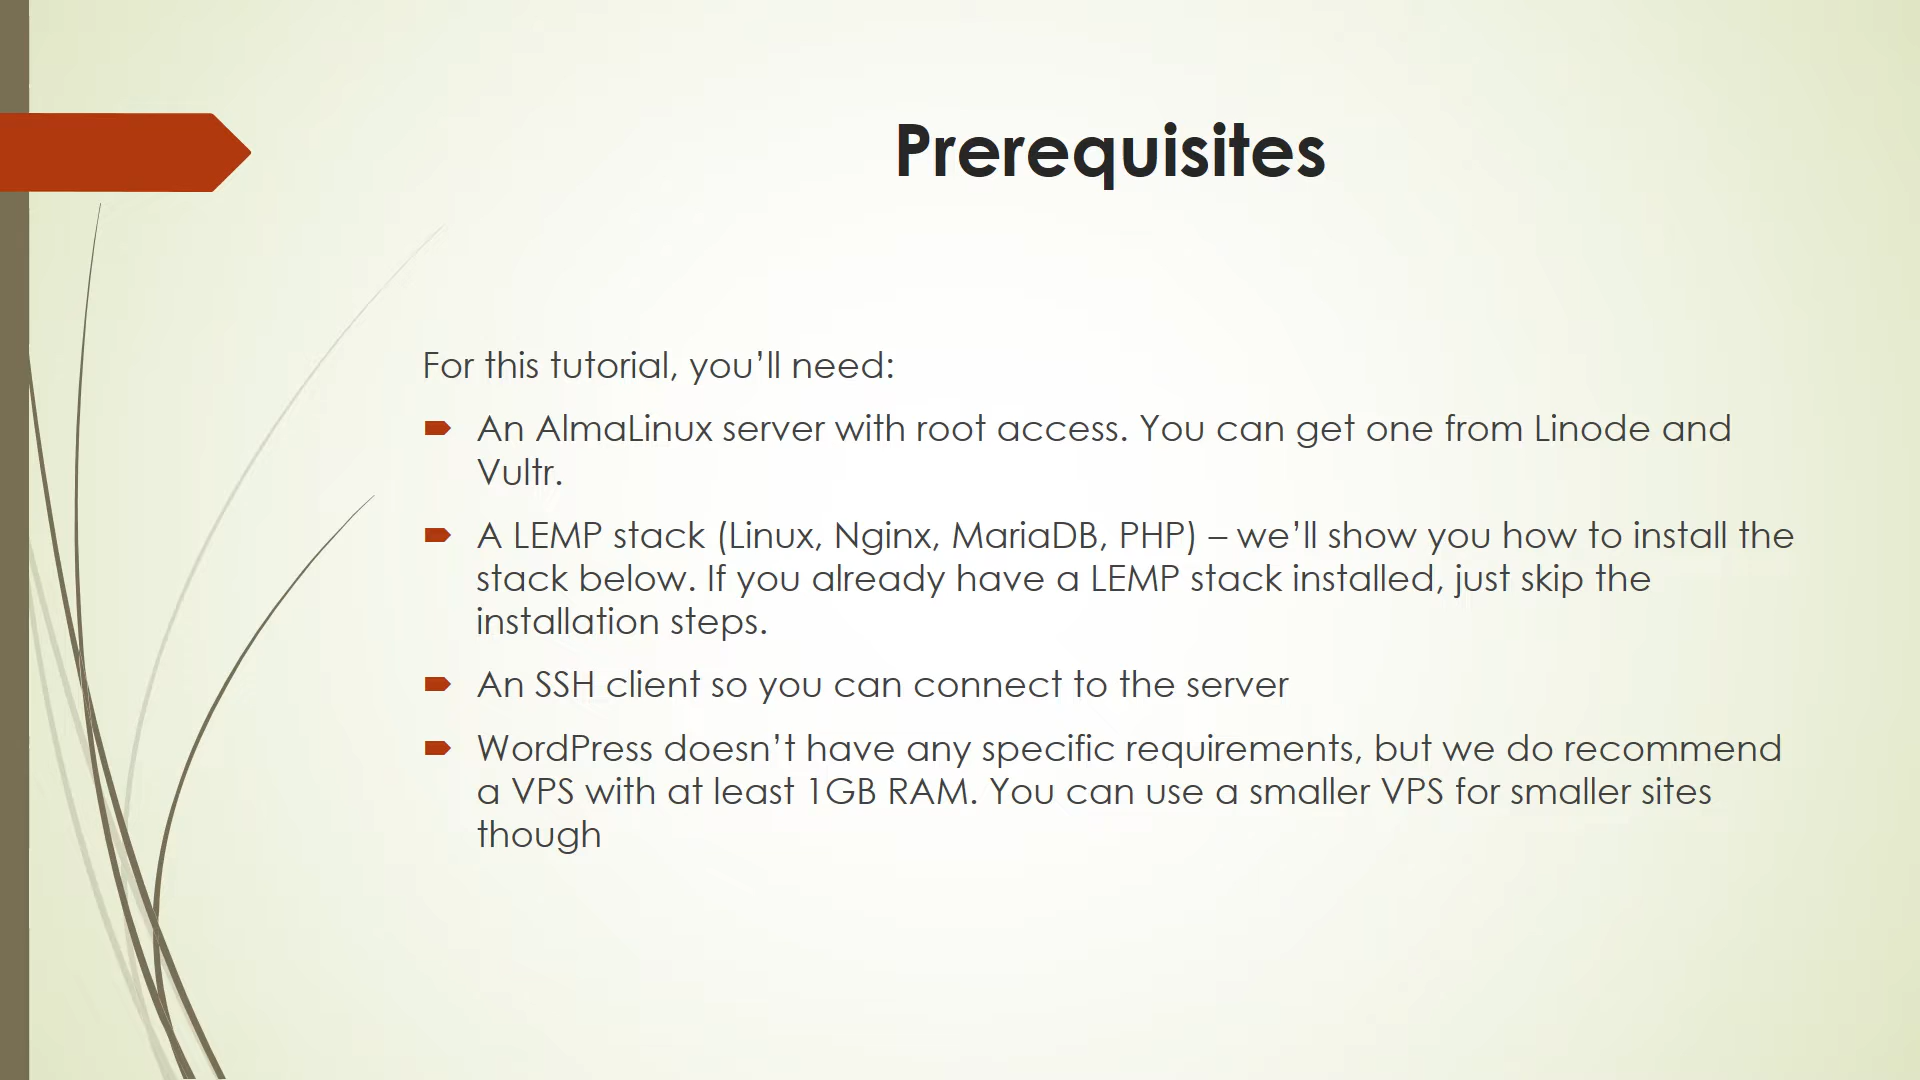 Prerequisites
For this tutorial, you’ll need:
An AlmaLinux server with root access. You can get one from Linode and
Vultr.
A LEMP stack (Linux, Nginx, MariaDB, PHP) – we’ll show you how to install the
stack below. If you already have a LEMP stack installed, just skip the
installation steps.
An SSH client so you can connect to the server
WordPress doesn’t have any specific requirements, but we do recommend
a VPS with at least 1GB RAM. You can use a smaller VPS for smaller sites
though